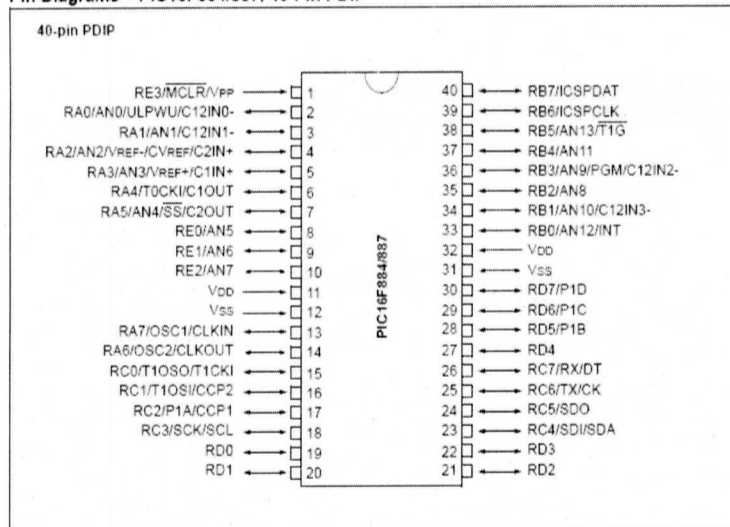 40-pin PDIP
RE3/MCLR/VPP 1
RA0/AN0/ULPWU/C12IN0- 2
RA1/AN1/C12IN1- 3
RA2/AN2/VREF-/CVREF/C2IN+ 4
RA3/AN3/VREF+/C1IN+ 5
RA4/T0CKI/C1OUT 6
RA5/AN4/SS/C2OUT 7
RE0/AN5 8
RE1/AN6 9
RE2/AN7 10
VDD 11
VSS 12
RA7/OSC1/CLKIN 13
RA6/OSC2/CLKOUT 14
RC0/T1OSO/T1CKI 15
RC1/T1OSI/CCP2 16
RC2/P1A/CCP1 17
RC3/SCK/SCL 18
RD0 19
RD1 20
PIC16F884/887
40 RB7/ICSPDAT
39 RB6/ICSPCLK
38 RB5/AN13/T1G
37 RB4/AN11
36 RB3/AN9/PGM/C12IN2-
35 RB2/AN8
34 RB1/AN10/C12IN3-
33 RB0/AN12/INT
32 VDD
31 VSS
30 RD7/P1D
29 RD6/P1C
28 RD5/P1B
27 RD4
26 RC7/RX/DT
25 RC6/TX/CK
24 RC5/SDO
23 RC4/SDI/SDA
22 RD3
21 RD2